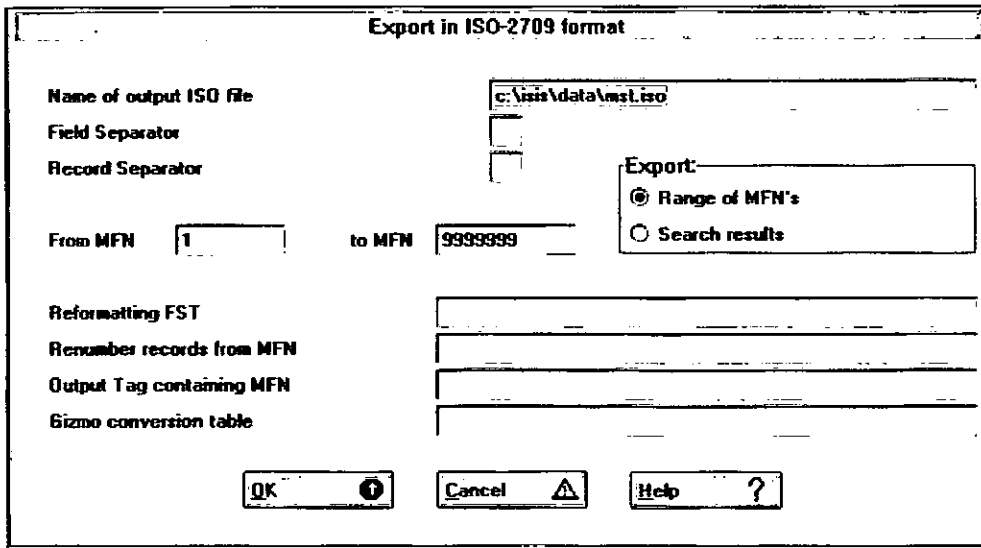 Export in ISO-2709 format
Name of output ISO file c:\isis\data\mst.iso
Field Separator
Record Separator
Export:
Range of MFN's
Search results
From MFN 1 to MFN 9999999
Reformatting FST
Renumber records from MFN
Output Tag containing MFN
Gizmo conversion table
OK Cancel Help ?